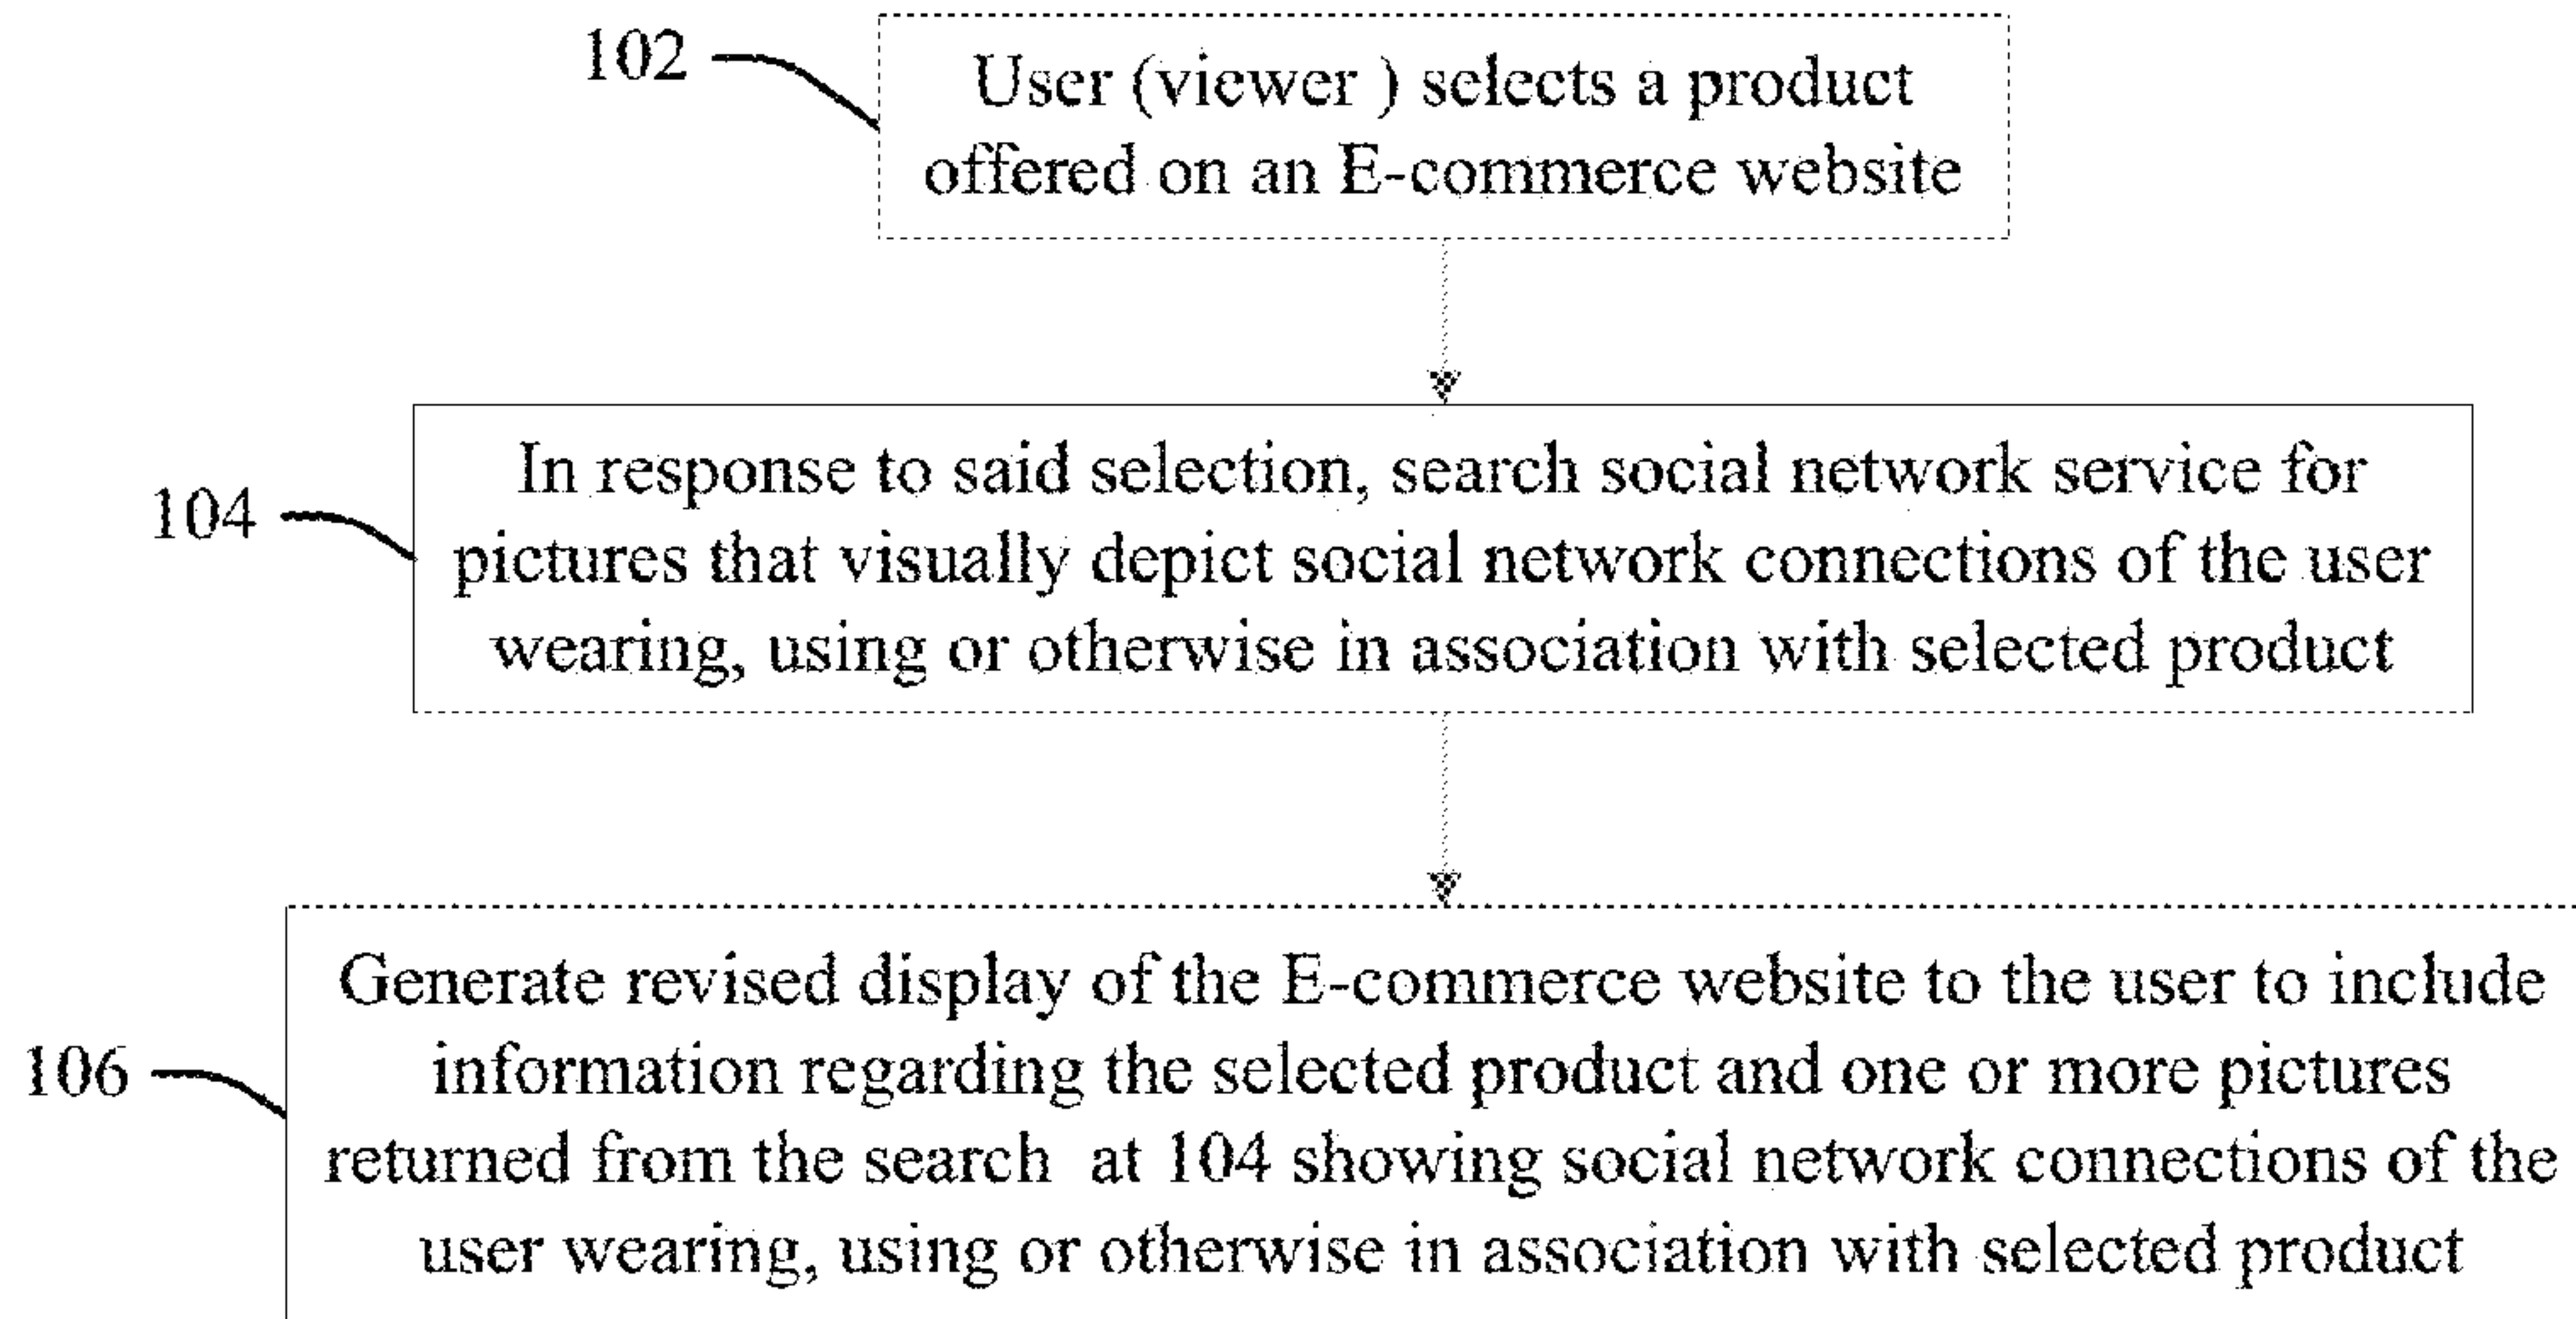 102
User (viewer ) selects a product
offered on an E-commerce website
104
In response to said selection, search social network service for
pictures that visually depict social network connections of the user
wearing, using or otherwise in association with selected product
106
Generate revised display of the E-commerce website to the user to include
information regarding the selected product and one or more pictures
returned from the search at 104 showing social network connections of the
user wearing, using or otherwise in association with selected product